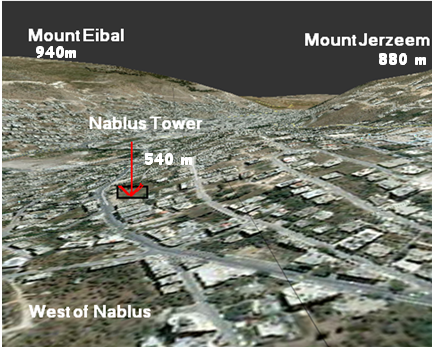 Mount Eibal
940m
Mount Jerzeem
880 m
Nablus Tower
540 m
West of Nablus